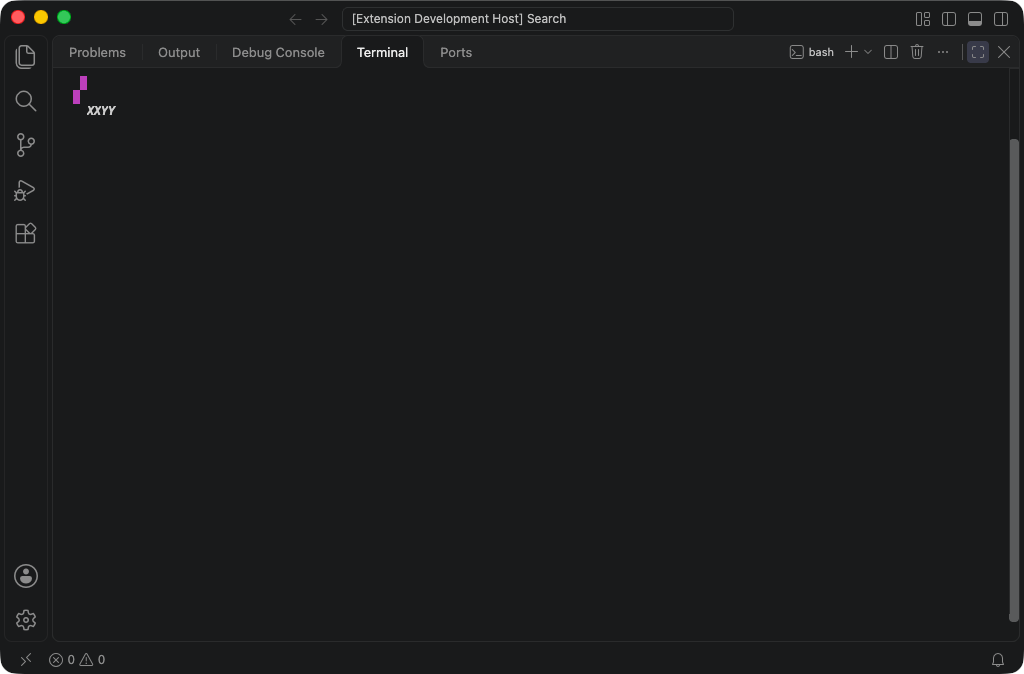 [Extension Development Host] Search
Problems Output Debug Console Terminal Ports bash
XXYY
0 0